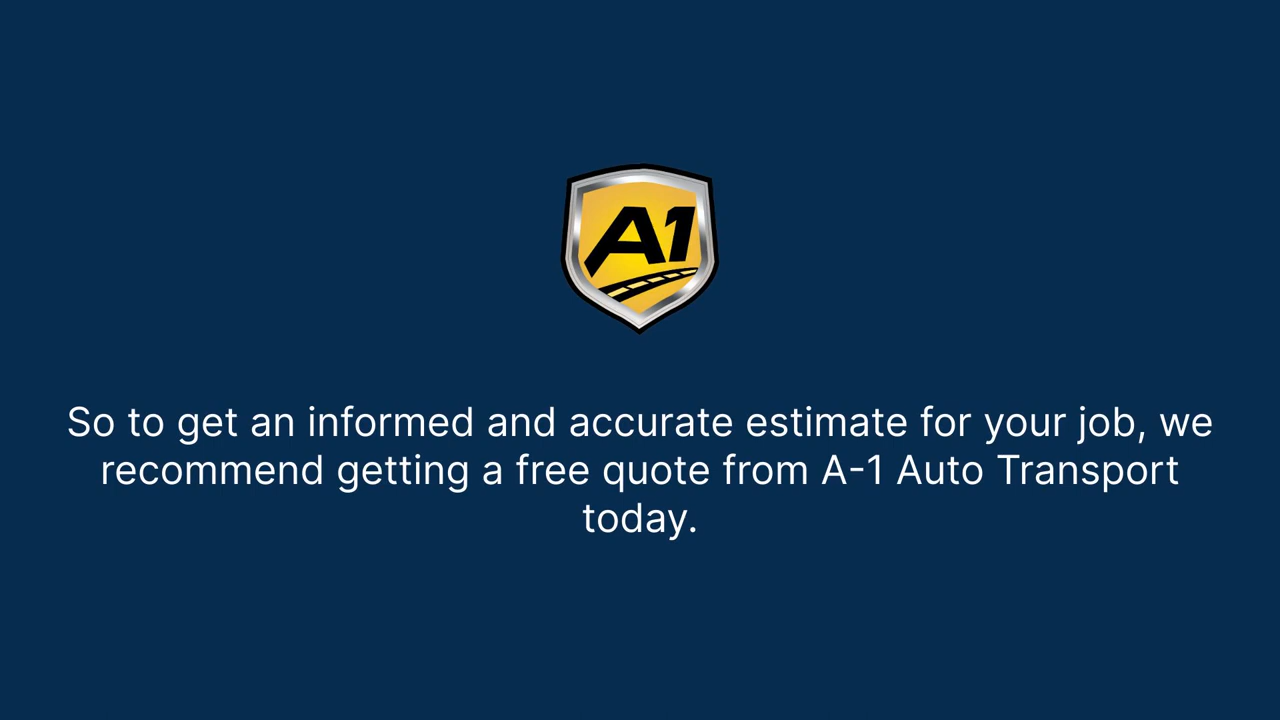 A1
So to get an informed and accurate estimate for your job, we
recommend getting a free quote from A-1 Auto Transport
today.